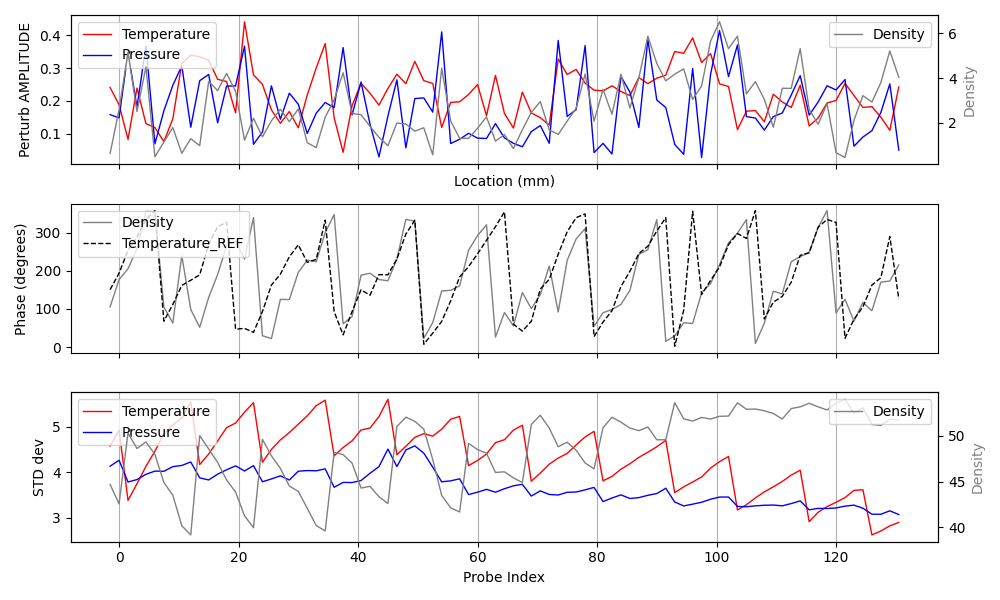 Perturb AMPLITUDE
0.4
0.3
0.2
0.1
Temperature
Pressure
Density
6
4
2
Density
Location (mm)
Phase (degrees)
300
200
100
0
Density
Temperature_REF
STD dev
5
4
3
Temperature
Pressure
Density
50
45
40
Density
0 20 40 60 80 100 120
Probe Index